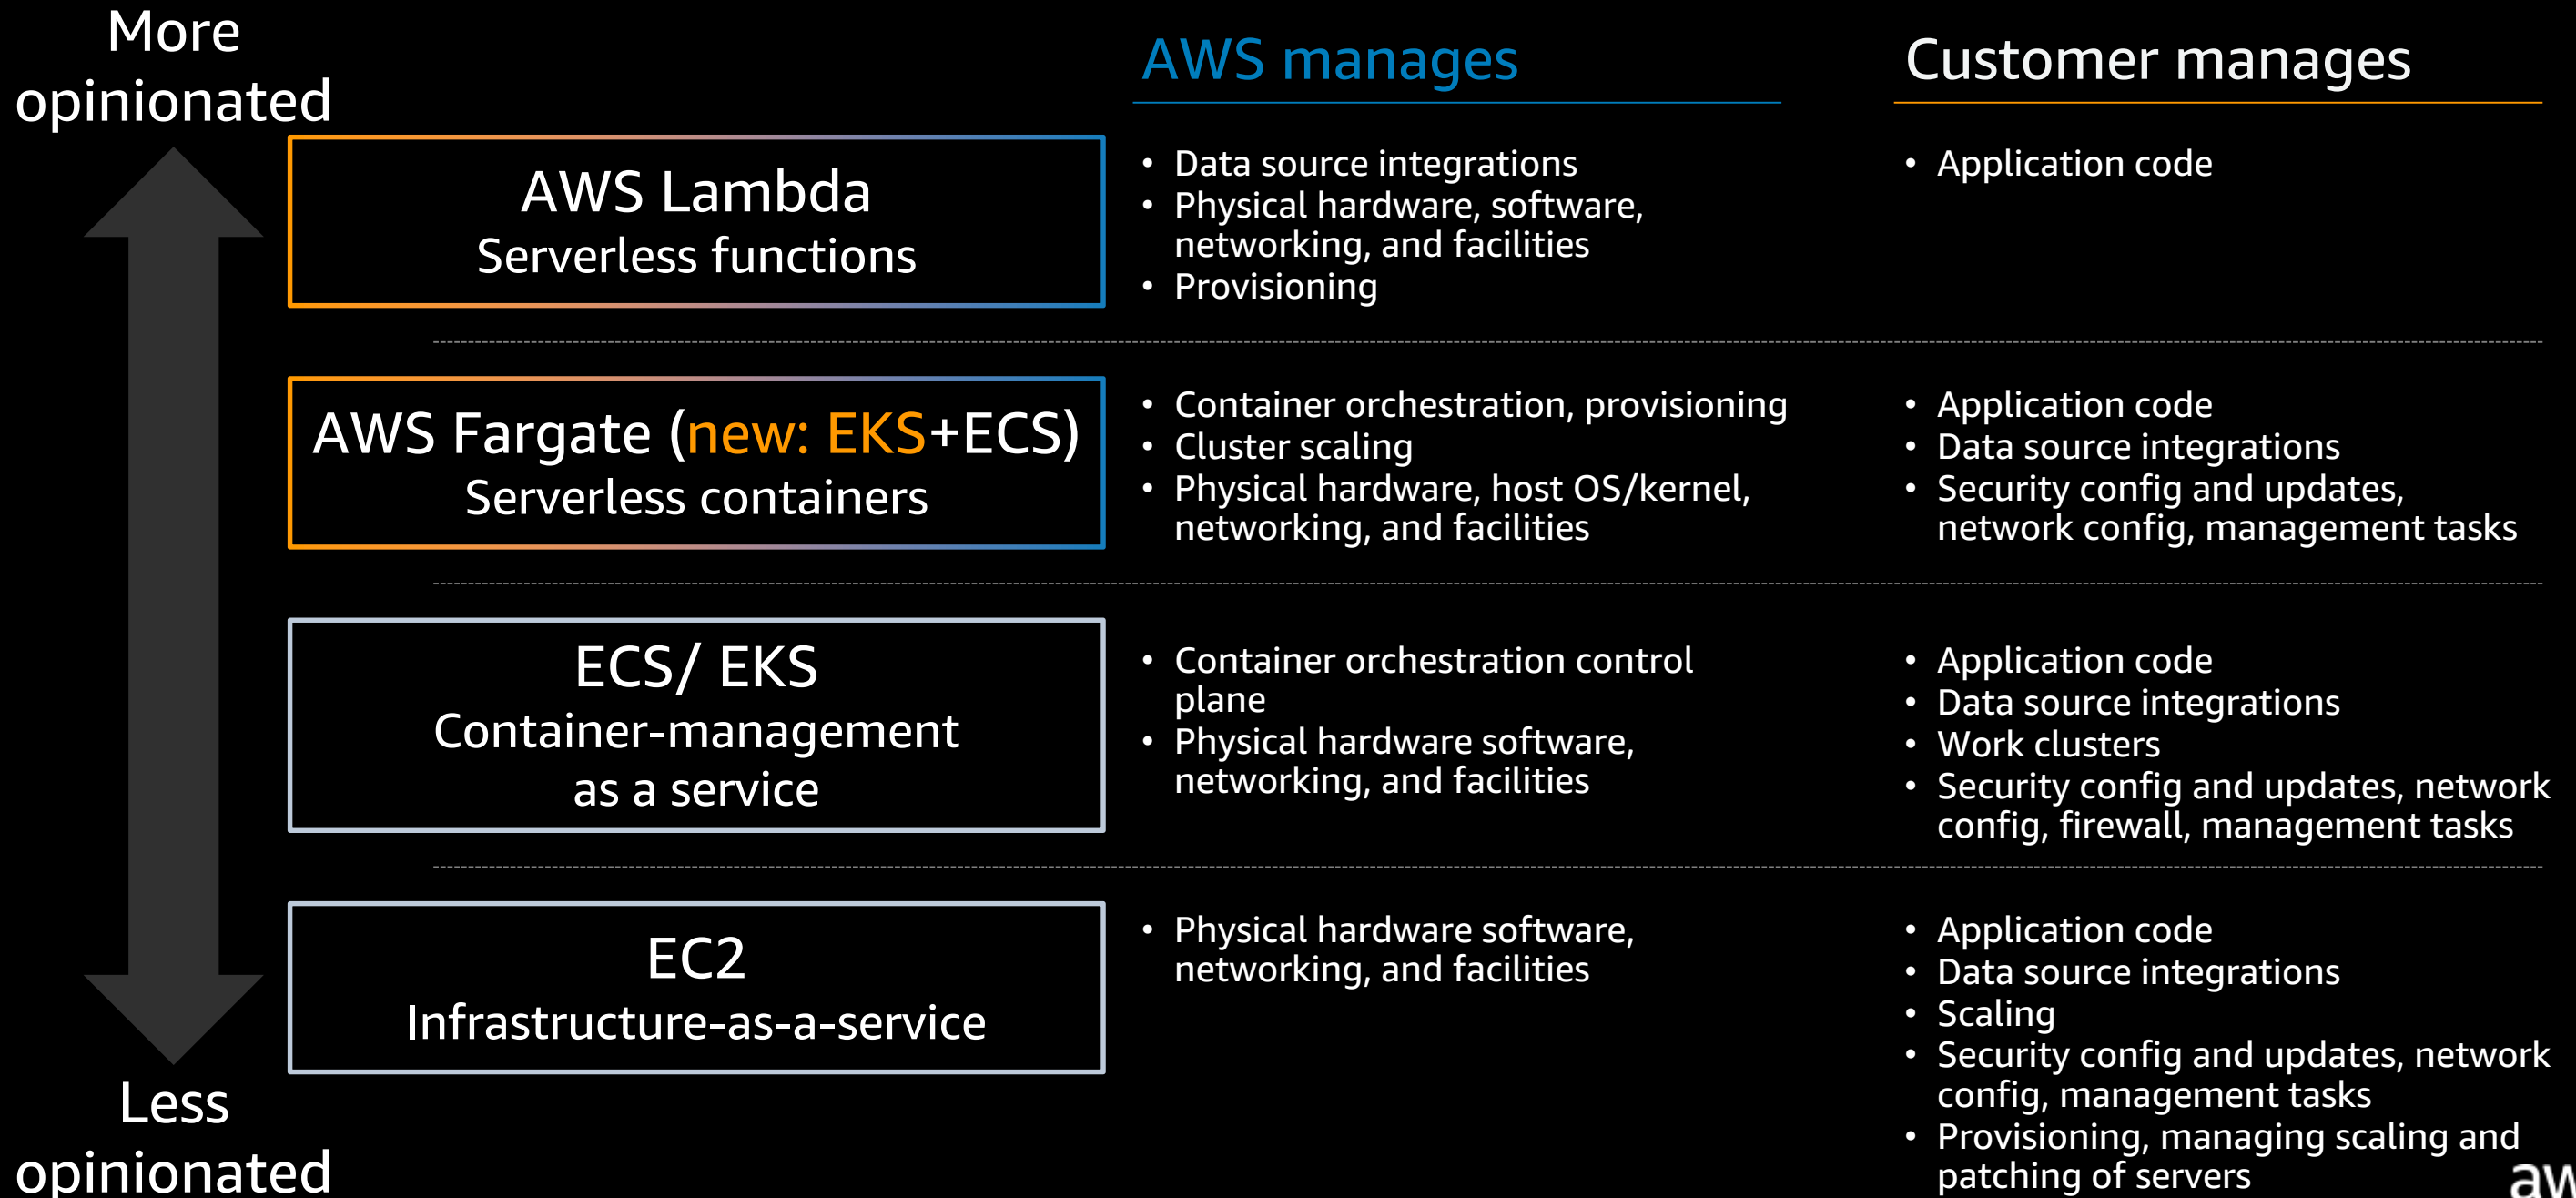 More
opinionated
AWS manages
Customer manages
AWS Lambda
Serverless functions
• Data source integrations
• Physical hardware, software,
networking, and facilities
• Provisioning
• Application code
AWS Fargate (new: EKS+ECS)
Serverless containers
• Container orchestration, provisioning
• Cluster scaling
• Physical hardware, host OS/kernel,
networking, and facilities
• Application code
• Data source integrations
• Security config and updates,
network config, management tasks
ECS/ EKS
Container-management
as a service
• Container orchestration control
plane
• Physical hardware software,
networking, and facilities
• Application code
• Data source integrations
• Work clusters
• Security config and updates, network
config, firewall, management tasks
EC2
Infrastructure-as-a-service
• Physical hardware software,
networking, and facilities
• Application code
• Data source integrations
• Scaling
• Security config and updates, network
config, management tasks
• Provisioning, managing scaling and
patching of servers
Less
opinionated